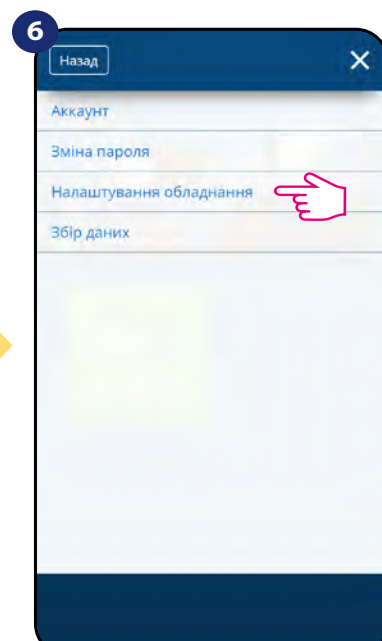 6
Назад
Аккаунт
Зміна пароля
Налаштування обладнання
Збір даних